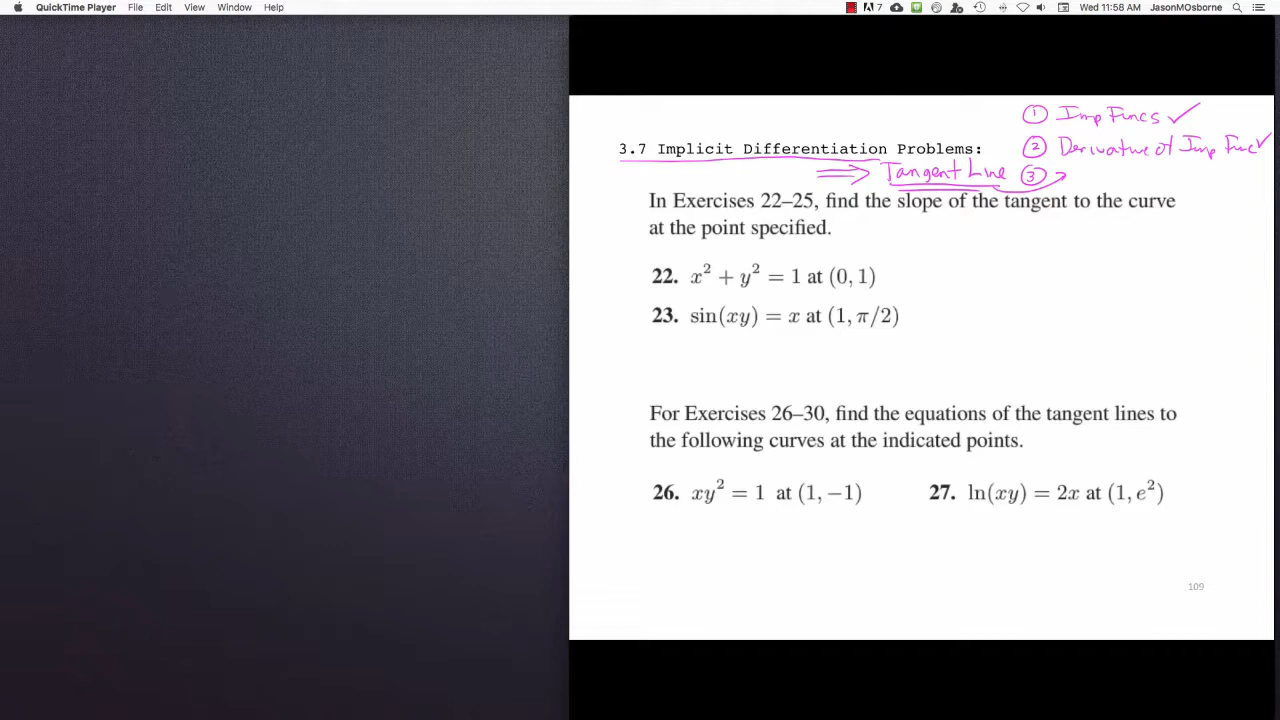 QuickTime Player File Edit View Window Help 7 Wed 11:58 AM JasonMOsborne
① Imp Funcs ✓
3.7 Implicit Differentiation Problems: ② Derivative of Imp Func ✓
⇒ Tangent Line ③ →
In Exercises 22–25, find the slope of the tangent to the curve
at the point specified.
22. x² + y² = 1 at (0, 1)
23. sin(xy) = x at (1, π/2)
For Exercises 26–30, find the equations of the tangent lines to
the following curves at the indicated points.
26. xy² = 1 at (1, −1) 27. ln(xy) = 2x at (1, e²)
109